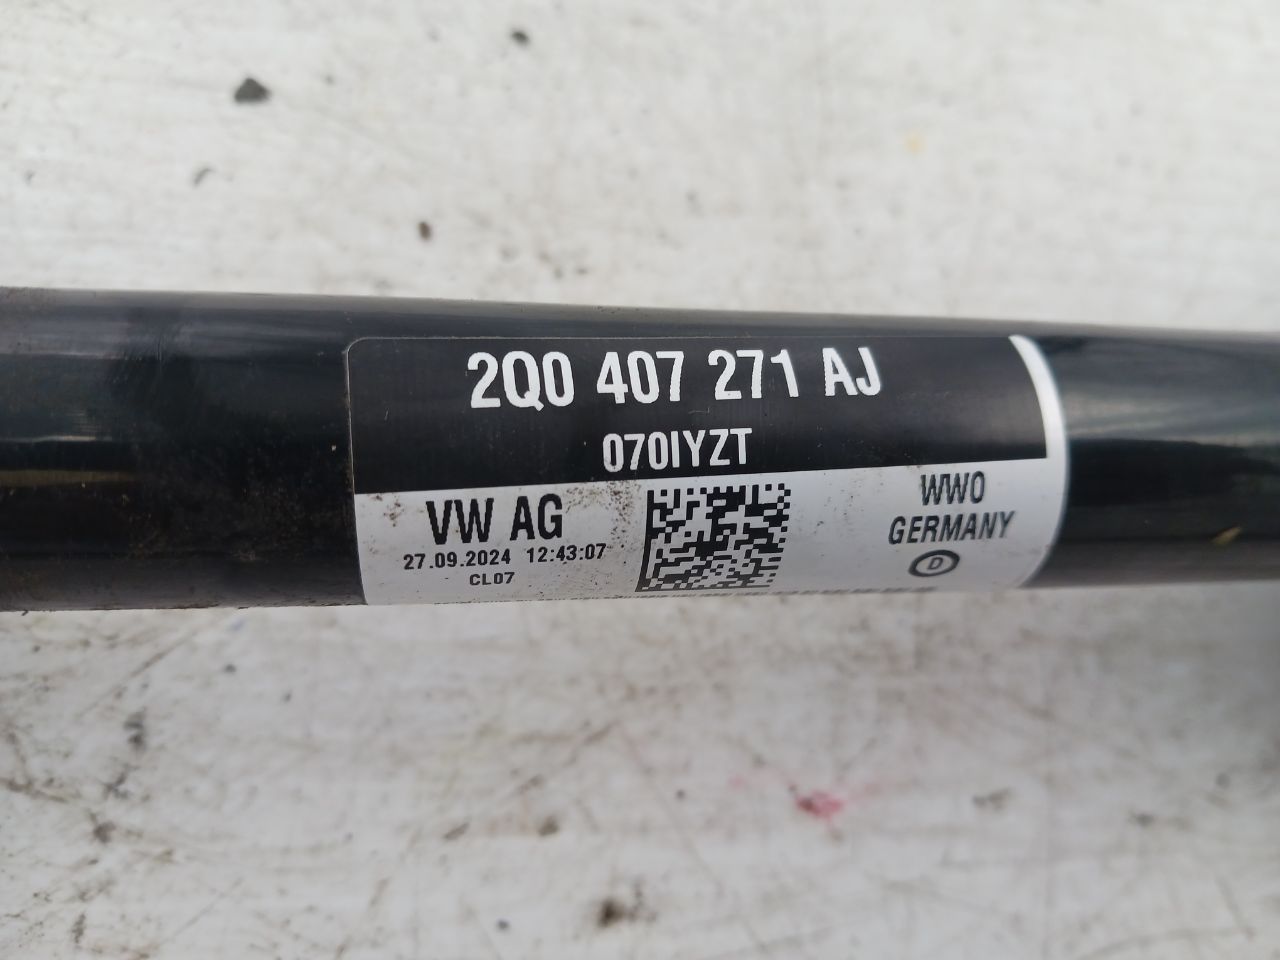 2Q0 407 271 AJ
070IYZT
VW AG
27.09.2024 12:43:07
CL07
WWO
GERMANY
D